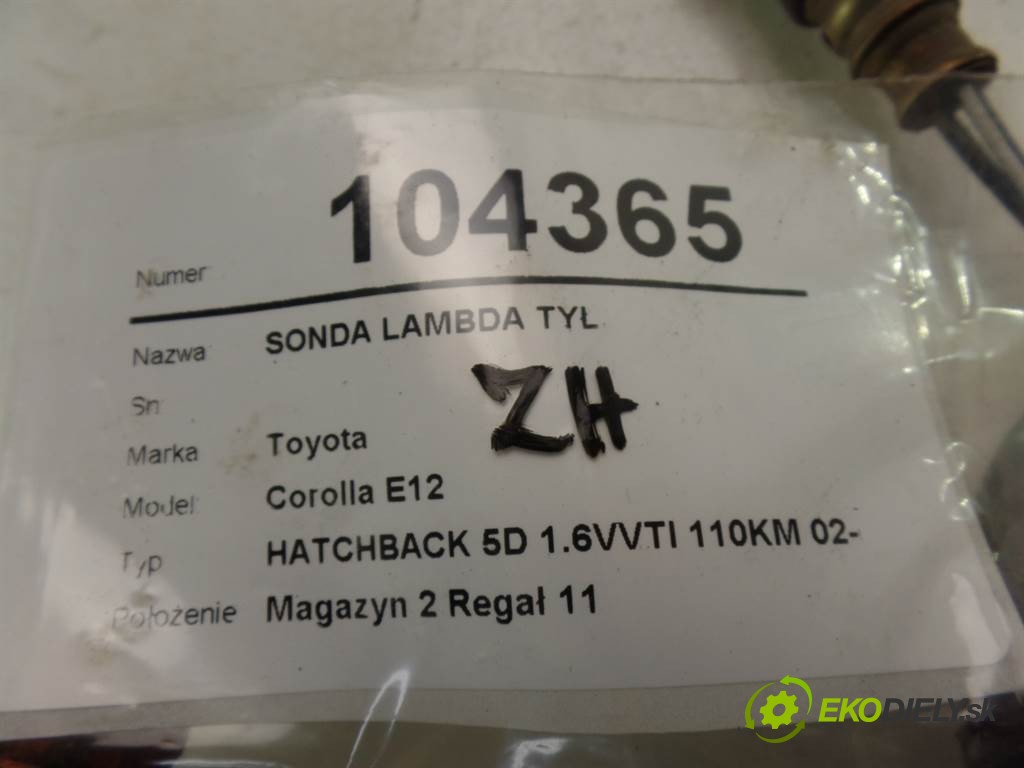 Numer 104365
Nazwa SONDA LAMBDA TYŁ
ZH
Sn
Marka Toyota
Model Corolla E12
Typ HATCHBACK 5D 1.6VVTI 110KM 02-
Położenie Magazyn 2 Regał 11
EKODIELY.sk